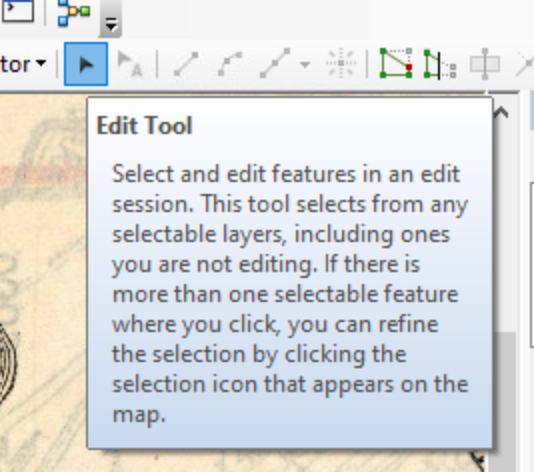 tor
Edit Tool
Select and edit features in an edit
session. This tool selects from any
selectable layers, including ones
you are not editing. If there is
more than one selectable feature
where you click, you can refine
the selection by clicking the
selection icon that appears on the
map.